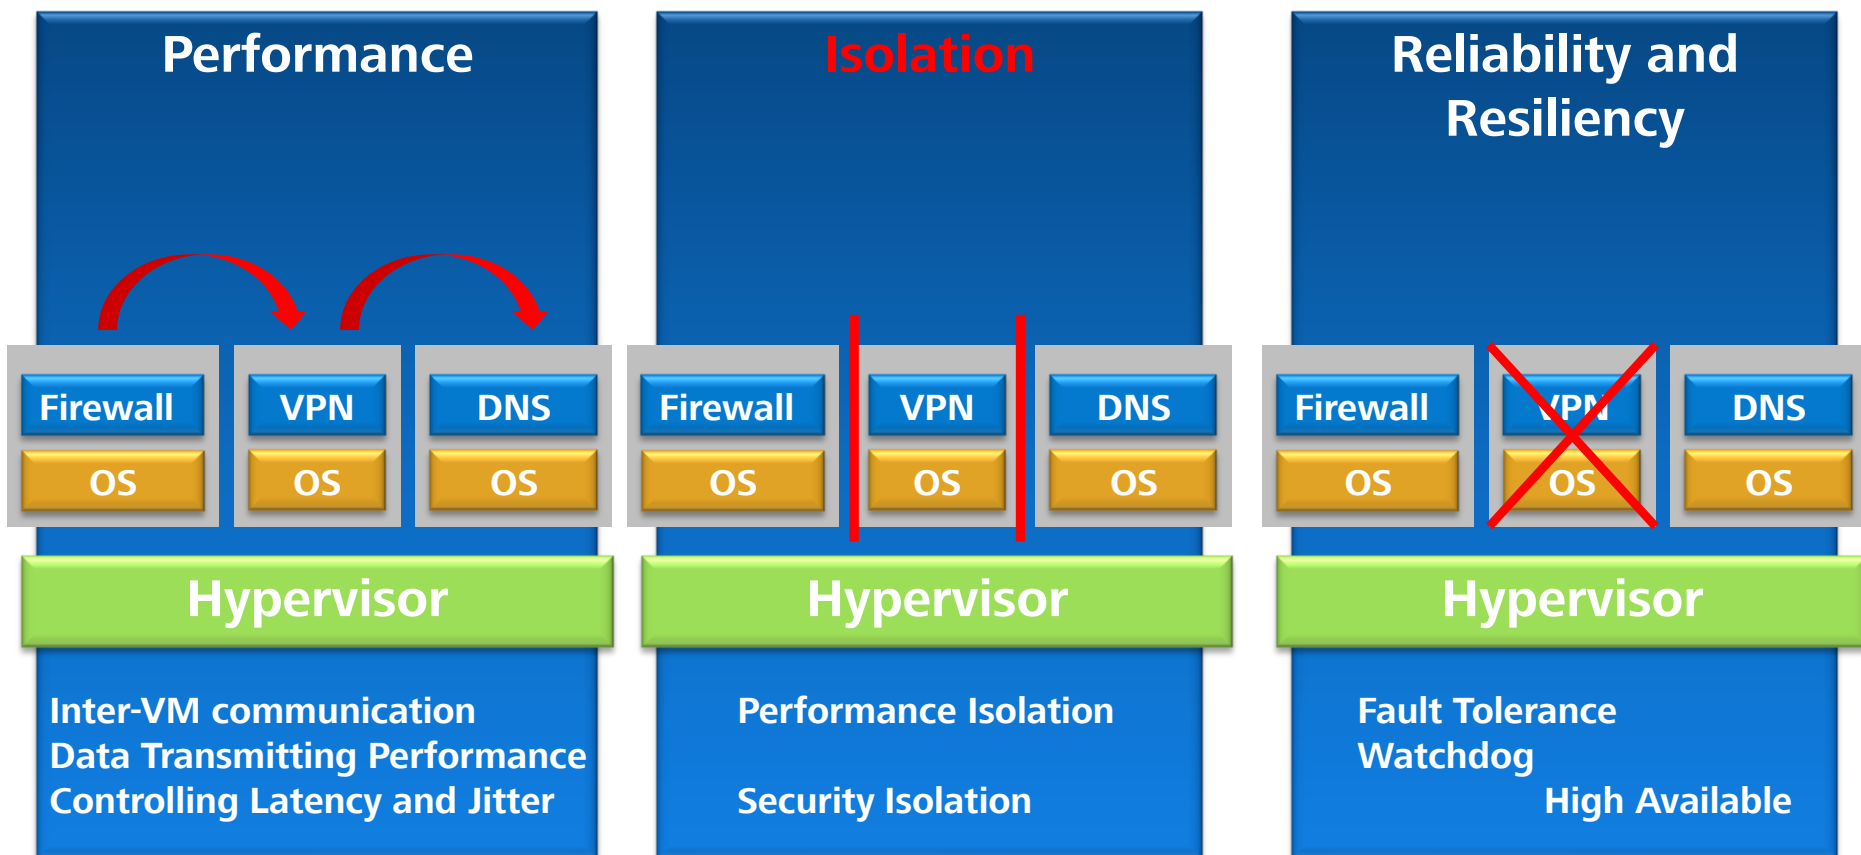 Performance
Firewall
VPN
DNS
OS
OS
OS
Hypervisor
Inter-VM communication
Data Transmitting Performance
Controlling Latency and Jitter
Isolation
Firewall
VPN
DNS
OS
OS
OS
Hypervisor
Performance Isolation
Security Isolation
Reliability and
Resiliency
Firewall
VPN
DNS
OS
OS
OS
Hypervisor
Fault Tolerance
Watchdog
High Available